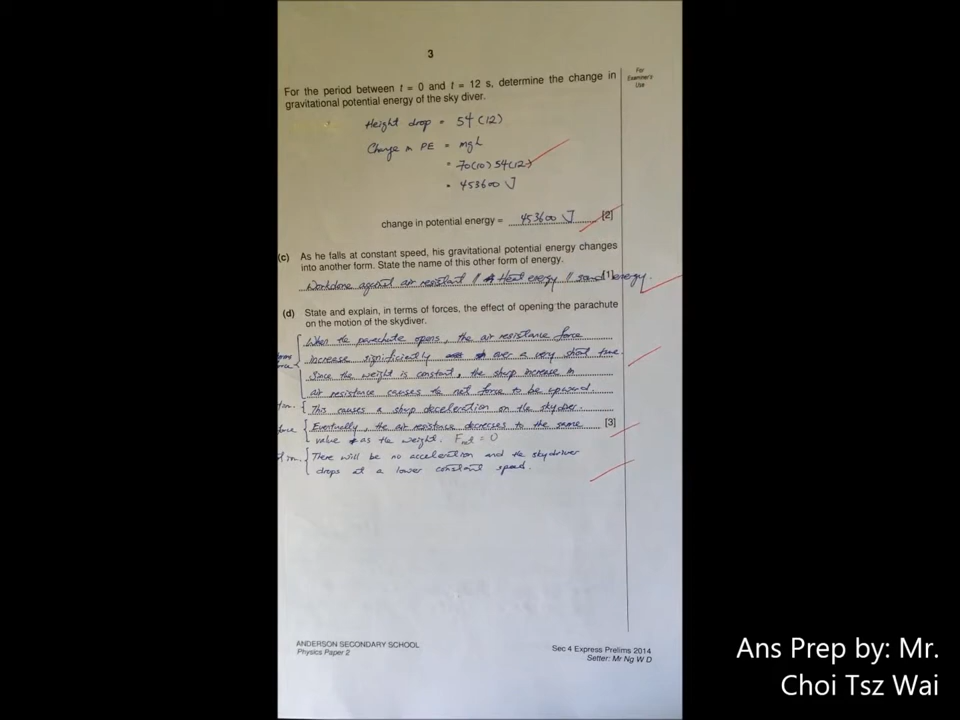 3
For
Examiner's
Use
For the period between t = 0 and t = 12 s, determine the change in
gravitational potential energy of the sky diver.
Height drop = 54 (12)
Change in PE = mgh
= 70(10) 54(12)
= 453600 J
change in potential energy = 453600 J [2]
(c) As he falls at constant speed, his gravitational potential energy changes
into another form. State the name of this other form of energy.
Workdone against air resistant // Heat energy // sound energy. [1]
(d) State and explain, in terms of forces, the effect of opening the parachute
on the motion of the skydiver.
When the parachute opens, the air resistance force
increase significiently over a very short time.
Since the weight is constant, the sharp increase in
air resistance causes the net force to be upward.
This causes a sharp deceleration on the skydiver.
Eventually, the air resistance decreases to the same [3]
value as the weight. Fnet = 0
There will be no acceleration and the skydriver
drops at a lower constant speed.
ANDERSON SECONDARY SCHOOL
Physics Paper 2
Sec 4 Express Prelims 2014
Setter: Mr Ng W D
Ans Prep by: Mr.
Choi Tsz Wai